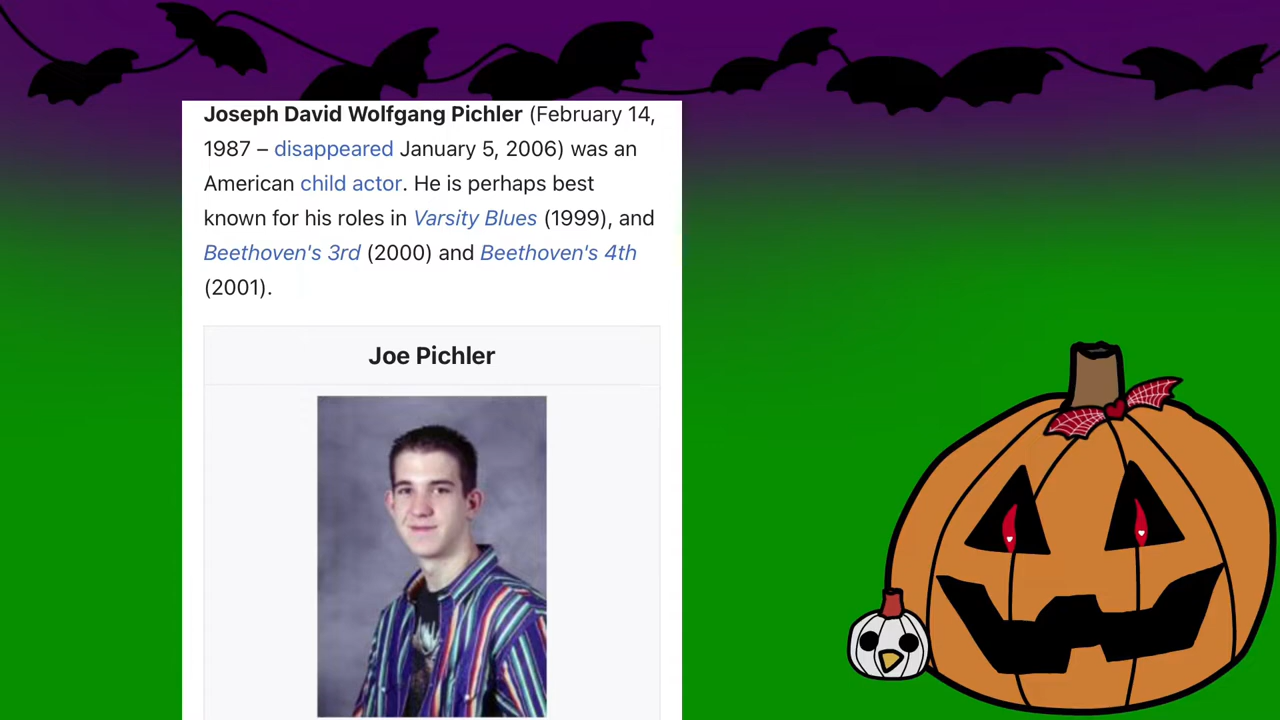 Joseph David Wolfgang Pichler (February 14,
1987 – disappeared January 5, 2006) was an
American child actor. He is perhaps best
known for his roles in Varsity Blues (1999), and
Beethoven's 3rd (2000) and Beethoven's 4th
(2001).
Joe Pichler